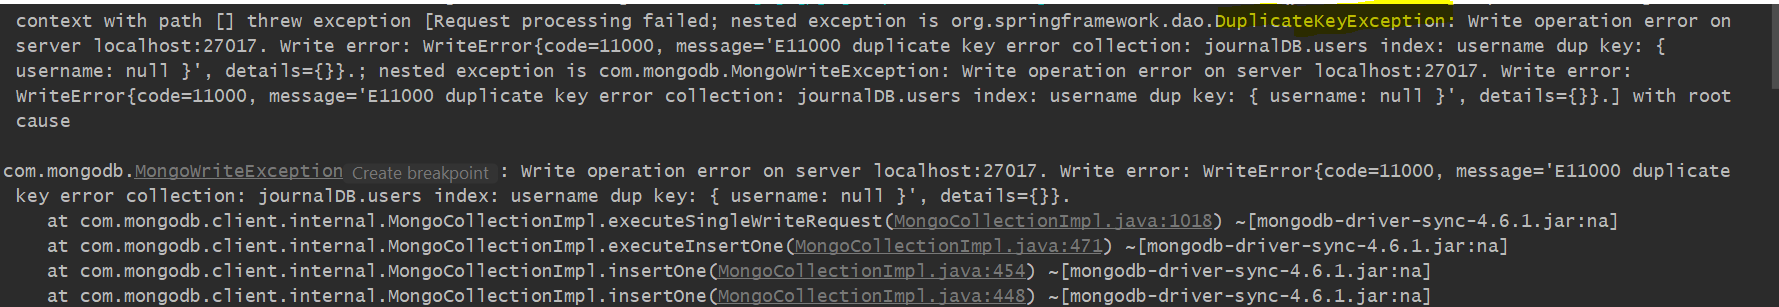 context with path [] threw exception [Request processing failed; nested exception is org.springframework.dao.DuplicateKeyException: Write operation error on
server localhost:27017. Write error: WriteError{code=11000, message='E11000 duplicate key error collection: journalDB.users index: username dup key: {
username: null }', details={}}.; nested exception is com.mongodb.MongoWriteException: Write operation error on server localhost:27017. Write error:
WriteError{code=11000, message='E11000 duplicate key error collection: journalDB.users index: username dup key: { username: null }', details={}}.] with root
cause
com.mongodb.MongoWriteException Create breakpoint : Write operation error on server localhost:27017. Write error: WriteError{code=11000, message='E11000 duplicate
key error collection: journalDB.users index: username dup key: { username: null }', details={}}.
at com.mongodb.client.internal.MongoCollectionImpl.executeSingleWriteRequest(MongoCollectionImpl.java:1018) ~[mongodb-driver-sync-4.6.1.jar:na]
at com.mongodb.client.internal.MongoCollectionImpl.executeInsertOne(MongoCollectionImpl.java:471) ~[mongodb-driver-sync-4.6.1.jar:na]
at com.mongodb.client.internal.MongoCollectionImpl.insertOne(MongoCollectionImpl.java:454) ~[mongodb-driver-sync-4.6.1.jar:na]
at com.mongodb.client.internal.MongoCollectionImpl.insertOne(MongoCollectionImpl.java:448) ~[mongodb-driver-sync-4.6.1.jar:na]